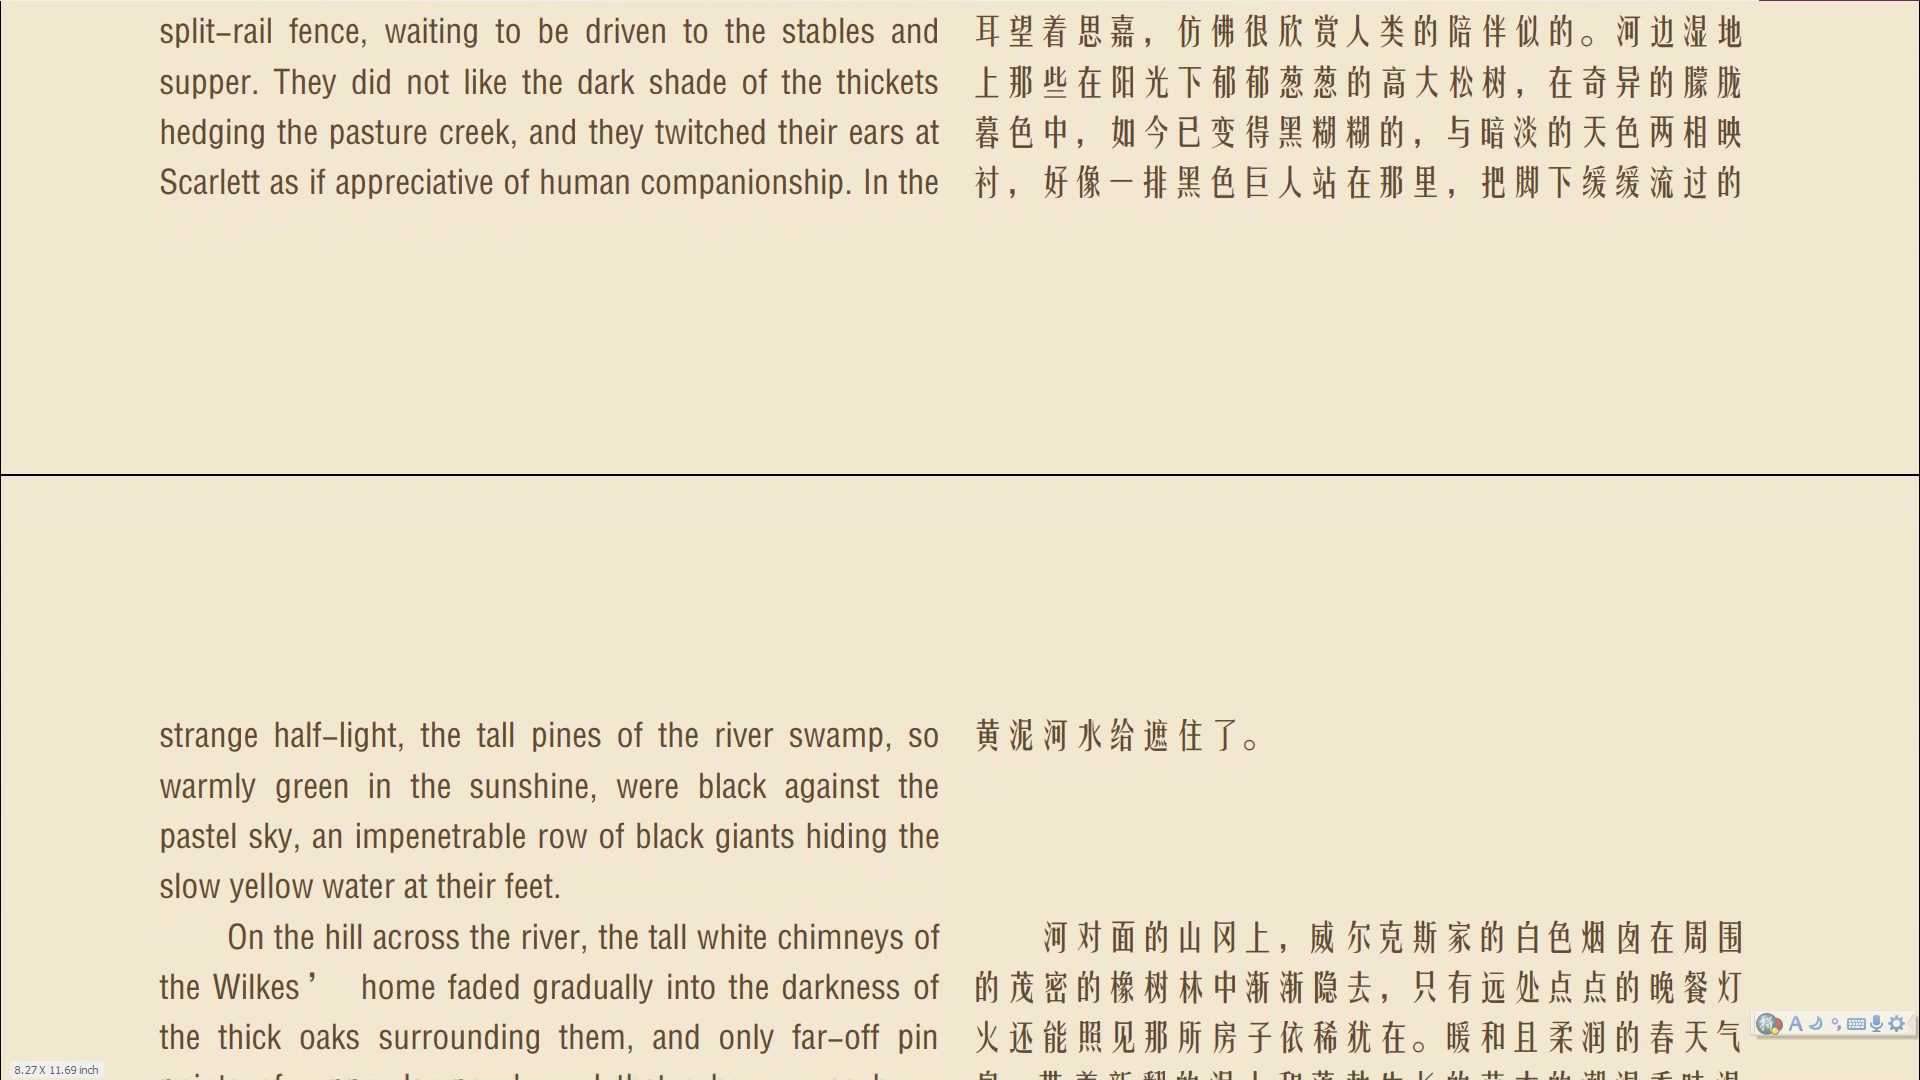 split–rail fence, waiting to be driven to the stables and
supper. They did not like the dark shade of the thickets
hedging the pasture creek, and they twitched their ears at
Scarlett as if appreciative of human companionship. In the
耳望着思嘉，仿佛很欣赏人类的陪伴似的。河边湿地
上那些在阳光下郁郁葱葱的高大松树，在奇异的朦胧
暮色中，如今已变得黑糊糊的，与暗淡的天色两相映
衬，好像一排黑色巨人站在那里，把脚下缓缓流过的
strange half–light, the tall pines of the river swamp, so
warmly green in the sunshine, were black against the
pastel sky, an impenetrable row of black giants hiding the
slow yellow water at their feet.
On the hill across the river, the tall white chimneys of
the Wilkes’ home faded gradually into the darkness of
the thick oaks surrounding them, and only far–off pin
黄泥河水给遮住了。
河对面的山冈上，威尔克斯家的白色烟囱在周围
的茂密的橡树林中渐渐隐去，只有远处点点的晚餐灯
火还能照见那所房子依稀犹在。暖和且柔润的春天气
8.27 X 11.69 inch